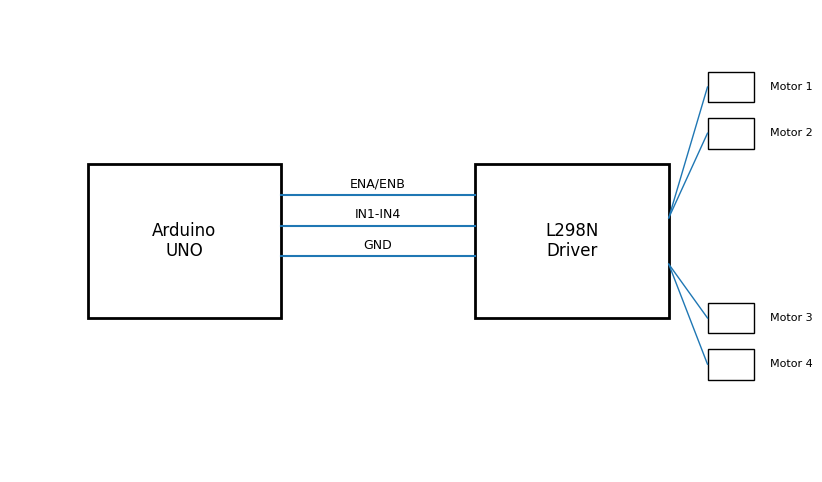 Motor 1
Motor 2
ENA/ENB
IN1-IN4
GND
Arduino
UNO
L298N
Driver
Motor 3
Motor 4